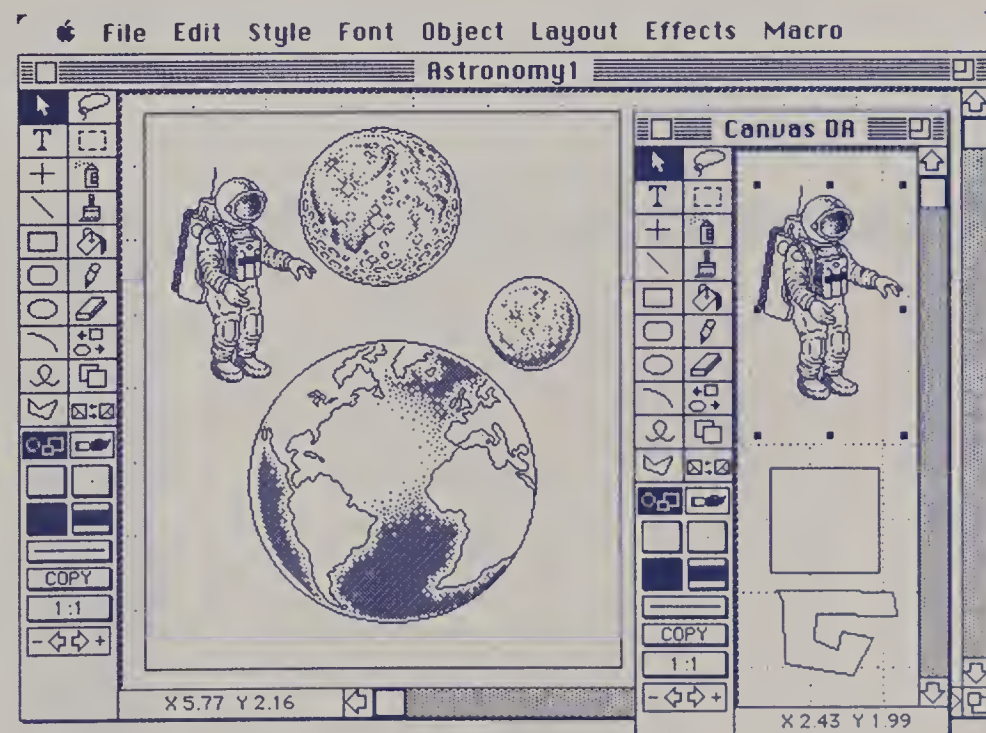 File Edit Style Font Object Layout Effects Macro
Astronomy1
Canvas DA
T
T
COPY
1:1
- +
X 5.77 Y 2.16
COPY
1:1
- +
X 2.43 Y 1.99